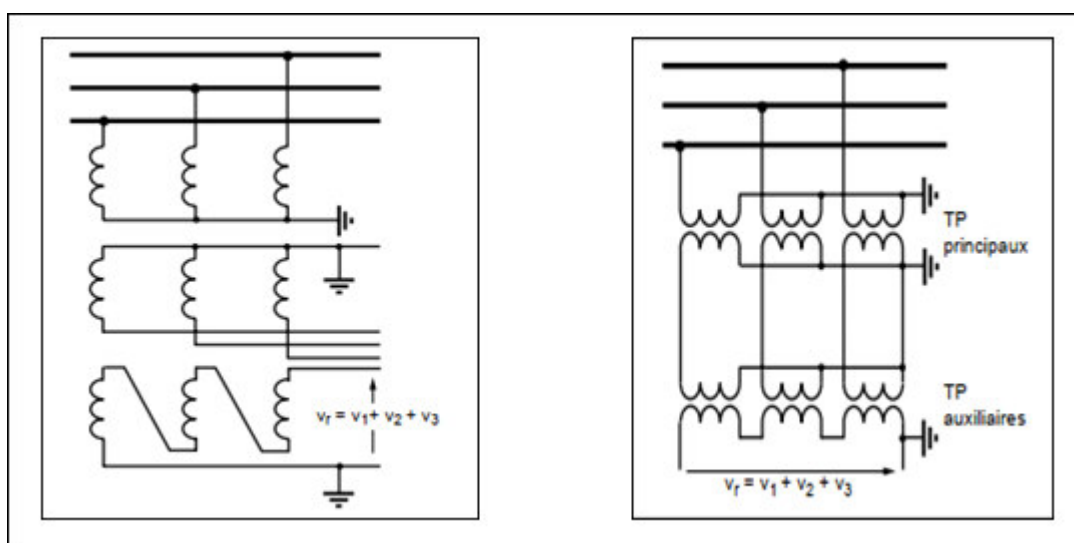 vr = v1 + v2 + v3
TP
principaux
TP
auxiliaires
vr = v1 + v2 + v3